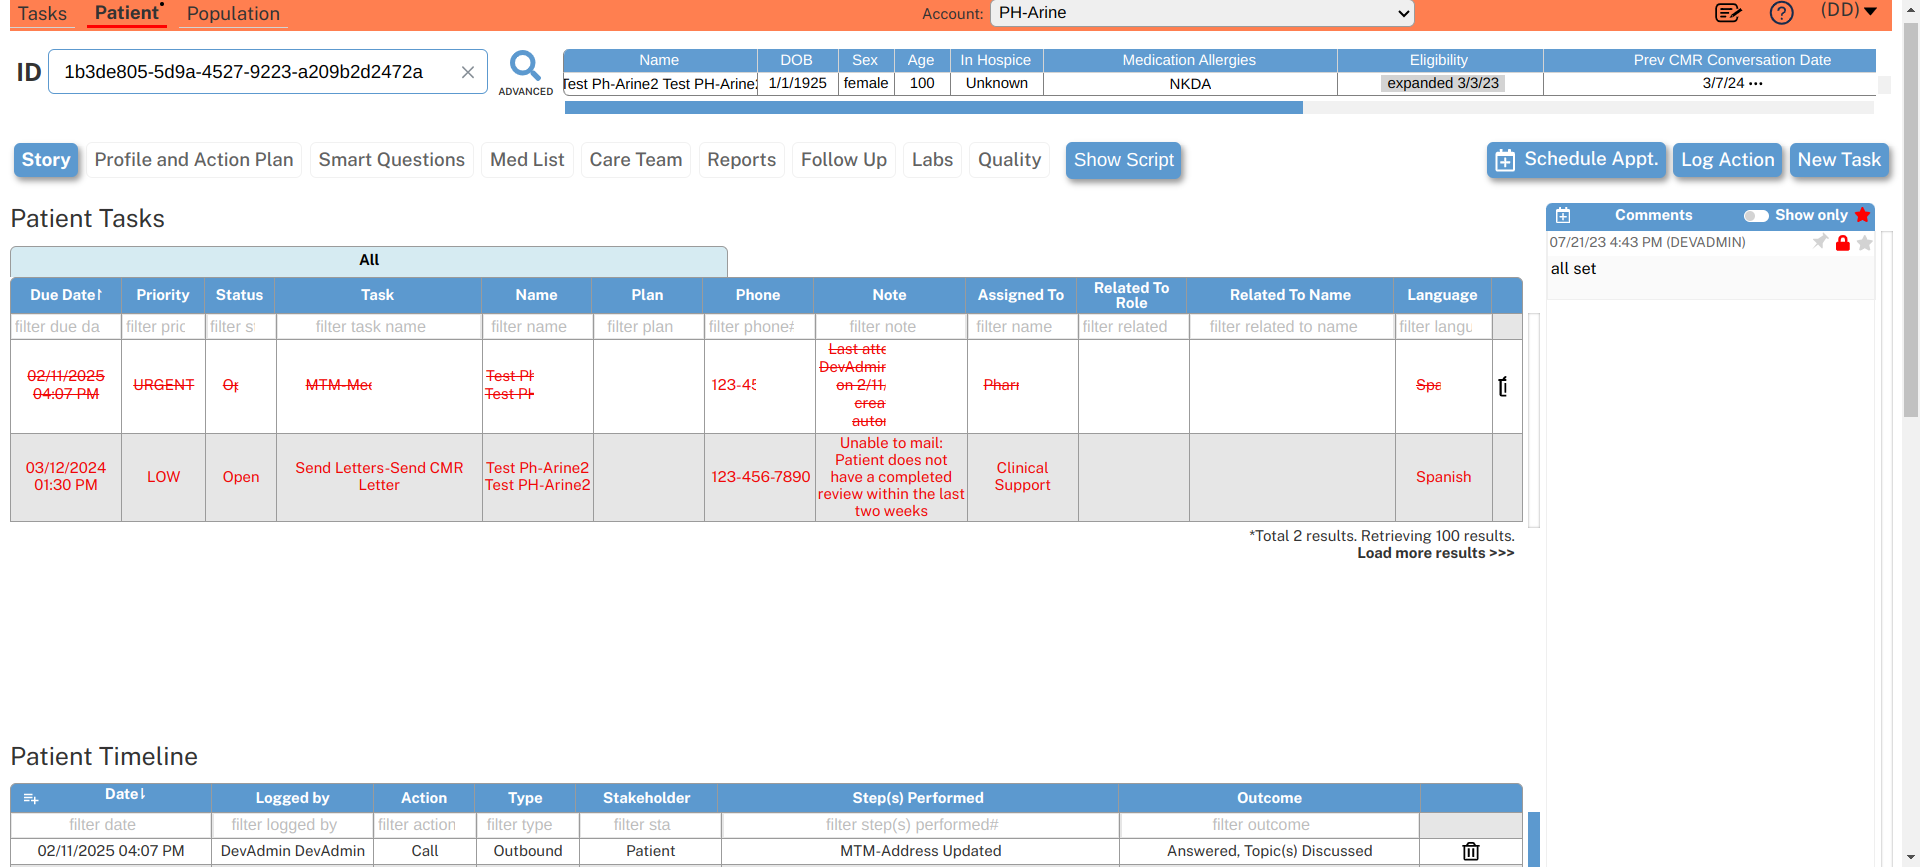 Tasks Patient Population Account: PH-Arine (DD)
ID 1b3de805-5d9a-4527-9223-a209b2d2472a ADVANCED
Name DOB Sex Age In Hospice Medication Allergies Eligibility Prev CMR Conversation Date
Test Ph-Arine2 Test PH-Arine2 1/1/1925 female 100 Unknown NKDA expanded 3/3/23 3/7/24 •••
Story Profile and Action Plan Smart Questions Med List Care Team Reports Follow Up Labs Quality Show Script Schedule Appt. Log Action New Task
Patient Tasks
All
Due Date↑ Priority Status Task Name Plan Phone Note Assigned To Related To Role Related To Name Language
filter due da filter pric filter s filter task name filter name filter plan filter phone# filter note filter name filter related filter related to name filter langu
02/11/2025 04:07 PM URGENT Op MTM-Med Test Ph Test PH 123-45 Last atte DevAdmin on 2/11, crea autor Pharr Spa
03/12/2024 01:30 PM LOW Open Send Letters-Send CMR Letter Test Ph-Arine2 Test PH-Arine2 123-456-7890 Unable to mail: Patient does not have a completed review within the last two weeks Clinical Support Spanish
*Total 2 results. Retrieving 100 results.
Load more results >>>
Comments Show only
07/21/23 4:43 PM (DEVADMIN)
all set
Patient Timeline
Date↓ Logged by Action Type Stakeholder Step(s) Performed Outcome
filter date filter logged by filter action filter type filter sta filter step(s) performed# filter outcome
02/11/2025 04:07 PM DevAdmin DevAdmin Call Outbound Patient MTM-Address Updated Answered, Topic(s) Discussed